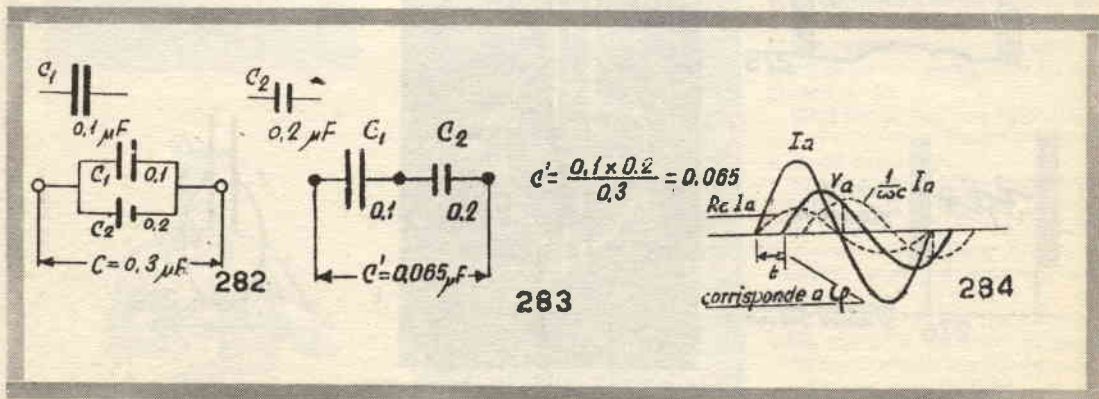 C₁
0,1 μF
C₁ 0,1
C₂ 0,2
C = 0,3 μF
282
C₂
0,2 μF
C₁ C₂
0,1 0,2
C' = 0,065 μF
283
C' = 0,1 × 0.2 / 0,3 = 0.065
Ia
Va
1/ωc Ia
Rc Ia
t
corrisponde a φ
284